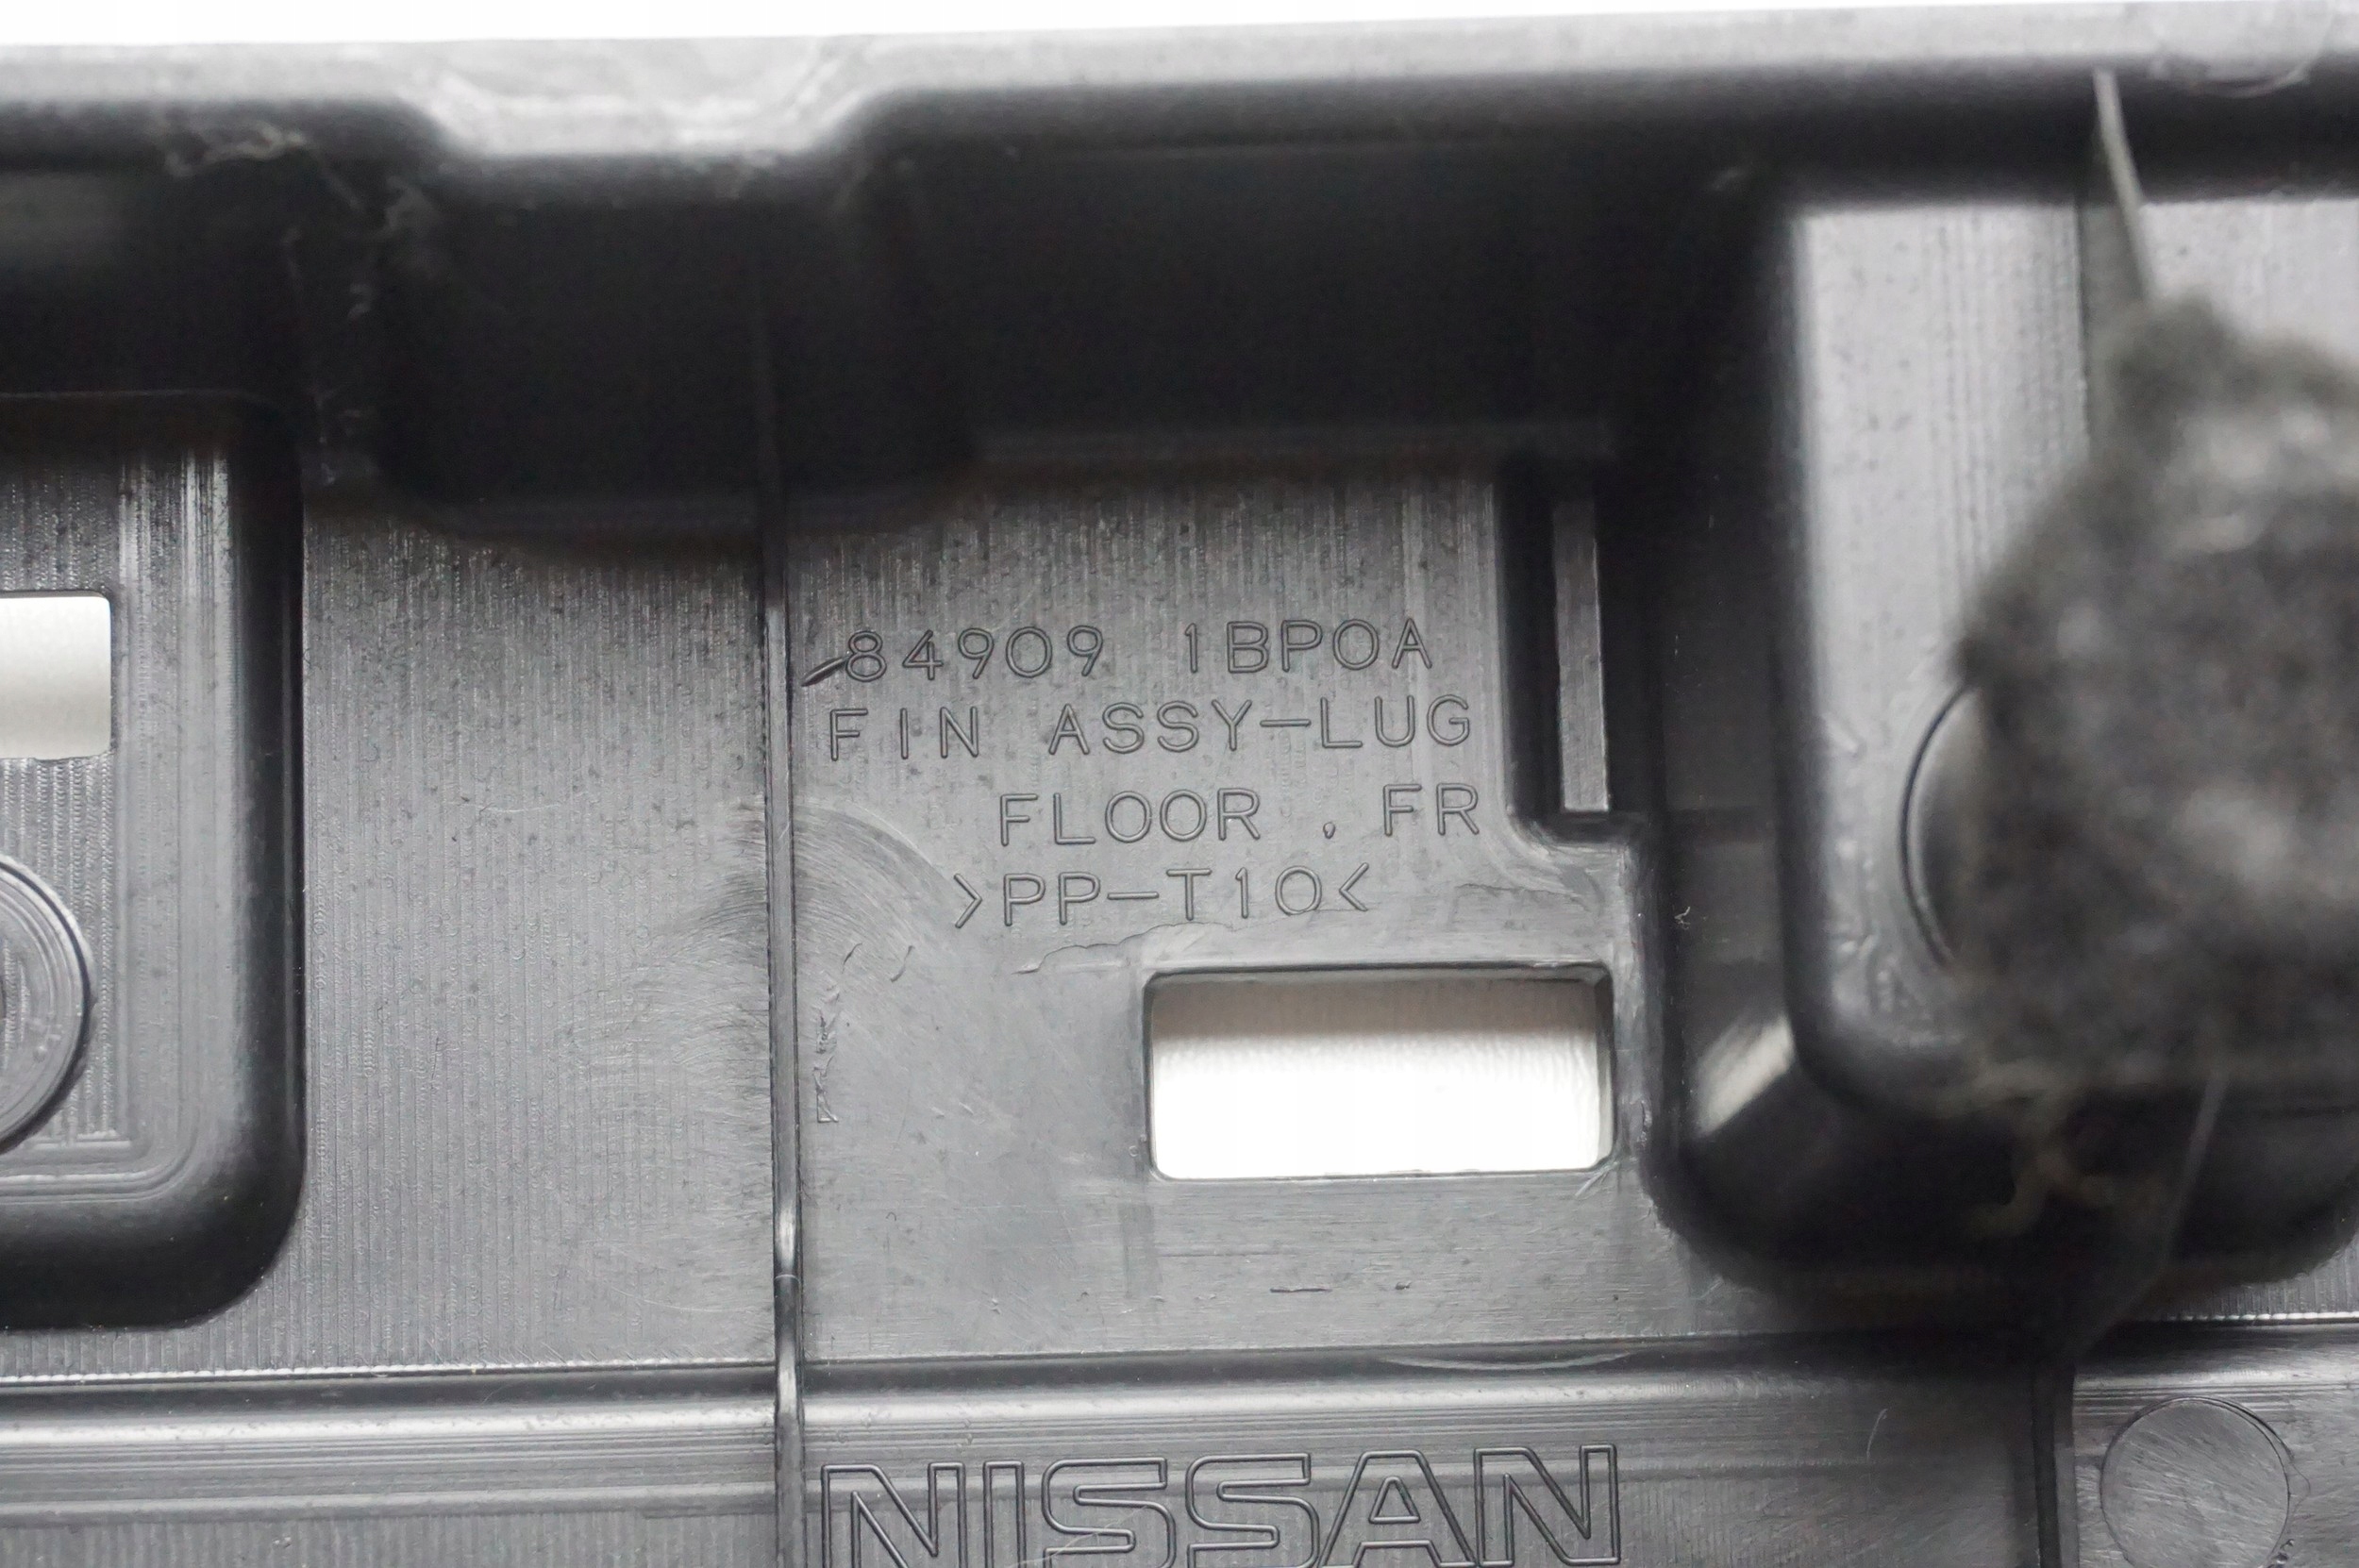 84909 1BP0A
FIN ASSY-LUG
FLOOR , FR
>PP-T10<
NISSAN